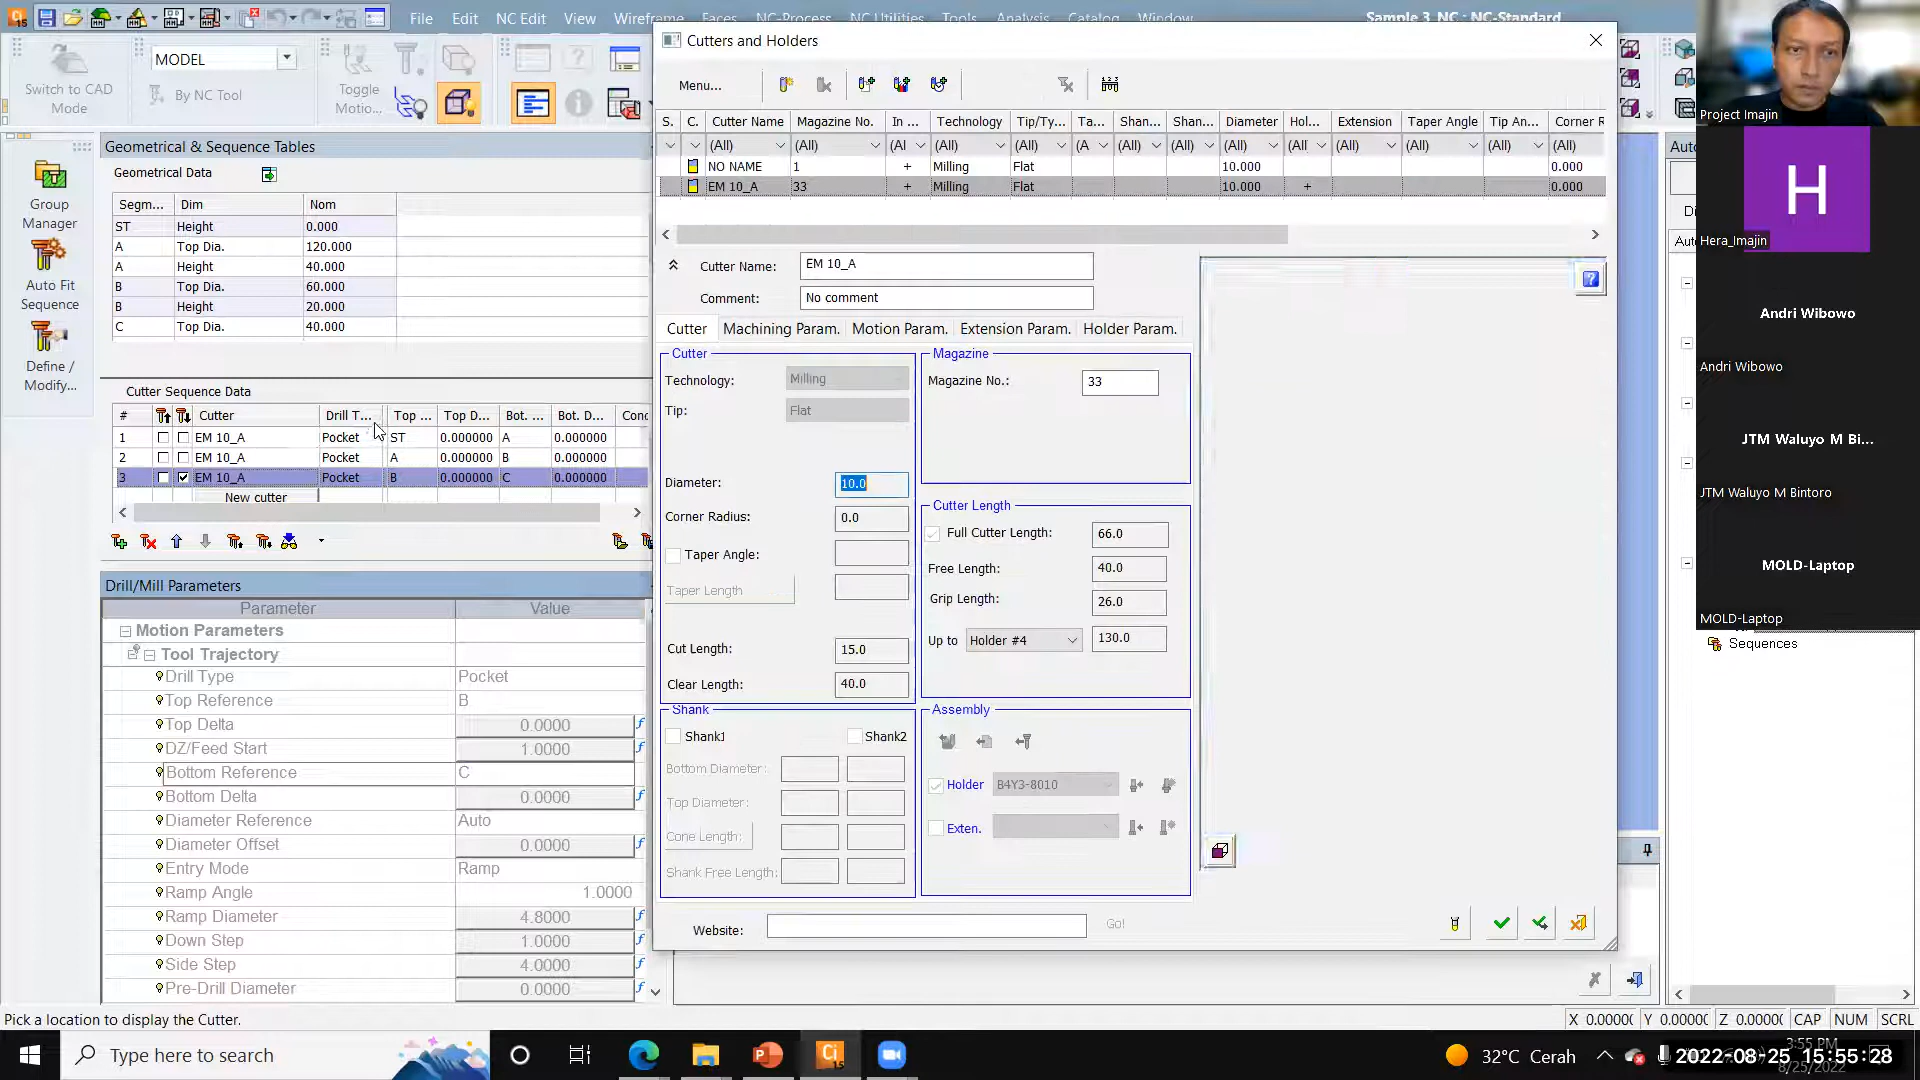 File Edit NC Edit View Wireframe Faces NC-Process NC Utilities Tools Analysis Catalog Window
Sample 3_NC : NC-Standard
Switch to CAD
Mode
MODEL
By NC Tool
Toggle
Motio...
Group
Manager
Auto Fit
Sequence
Define /
Modify...
Geometrical & Sequence Tables
Geometrical Data
Segm... Dim Nom
ST Height 0.000
A Top Dia. 120.000
A Height 40.000
B Top Dia. 60.000
B Height 20.000
C Top Dia. 40.000
Cutter Sequence Data
# Cutter Drill T... Top ... Top D... Bot. ... Bot. D... Conc
1 EM 10_A Pocket ST 0.000000 A 0.000000
2 EM 10_A Pocket A 0.000000 B 0.000000
3 EM 10_A Pocket B 0.000000 C 0.000000
New cutter
Drill/Mill Parameters
Parameter Value
Motion Parameters
Tool Trajectory
Drill Type Pocket
Top Reference B
Top Delta 0.0000 f
DZ/Feed Start 1.0000 f
Bottom Reference C
Bottom Delta 0.0000 f
Diameter Reference Auto
Diameter Offset 0.0000 f
Entry Mode Ramp
Ramp Angle 1.0000
Ramp Diameter 4.8000 f
Down Step 1.0000 f
Side Step 4.0000 f
Pre-Drill Diameter 0.0000 f
Cutters and Holders
Menu...
S. C. Cutter Name Magazine No. In ... Technology Tip/Ty... Ta... Shan... Shan... Diameter Hol... Extension Taper Angle Tip An... Corner R
(All) (All) (Al (All) (All) (A (All) (All) (All) (All (All) (All) (All) (All)
NO NAME 1 + Milling Flat 10.000 0.000
EM 10_A 33 + Milling Flat 10.000 + 0.000
Cutter Name: EM 10_A
Comment: No comment
Cutter Machining Param. Motion Param. Extension Param. Holder Param.
Cutter
Technology: Milling
Tip: Flat
Diameter: 10.0
Corner Radius: 0.0
Taper Angle:
Taper Length
Cut Length: 15.0
Clear Length: 40.0
Shank
Shank1 Shank2
Bottom Diameter:
Top Diameter:
Cone Length:
Shank Free Length:
Magazine
Magazine No.: 33
Cutter Length
Full Cutter Length: 66.0
Free Length: 40.0
Grip Length: 26.0
Up to Holder #4 130.0
Assembly
Holder B4Y3-8010
Exten.
Website: Go!
Project Imajin
H
Hera_Imajin
Andri Wibowo
Andri Wibowo
JTM Waluyo M Bi...
JTM Waluyo M Bintoro
MOLD-Laptop
MOLD-Laptop
Sequences
Pick a location to display the Cutter.
X 0.0000( Y 0.0000( Z 0.0000( CAP NUM SCRL
Type here to search
32°C Cerah
3:55 PM
8/25/2022
2022-08-25 15:55:28